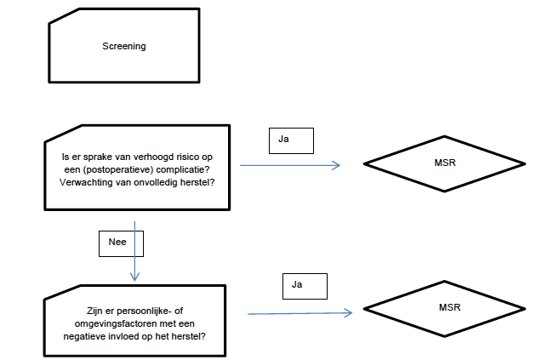 Screening
Is er sprake van verhoogd risico op
een (postoperatieve) complicatie?
Verwachting van onvolledig herstel?
Ja
MSR
Nee
Zijn er persoonlijke- of
omgevingsfactoren met een
negatieve invloed op het herstel?
Ja
MSR